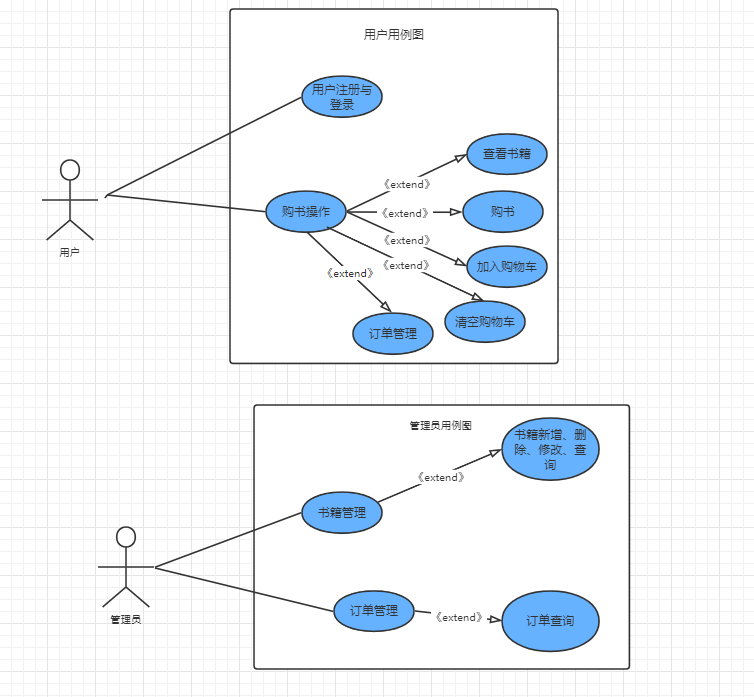 用户用例图
用户注册与
登录
查看书籍
《extend》
购书操作
《extend》
购书
《extend》
加入购物车
《extend》
《extend》
清空购物车
订单管理
用户
管理员用例图
书籍新增、删
除、修改、查
询
《extend》
书籍管理
订单管理
《extend》
订单查询
管理员